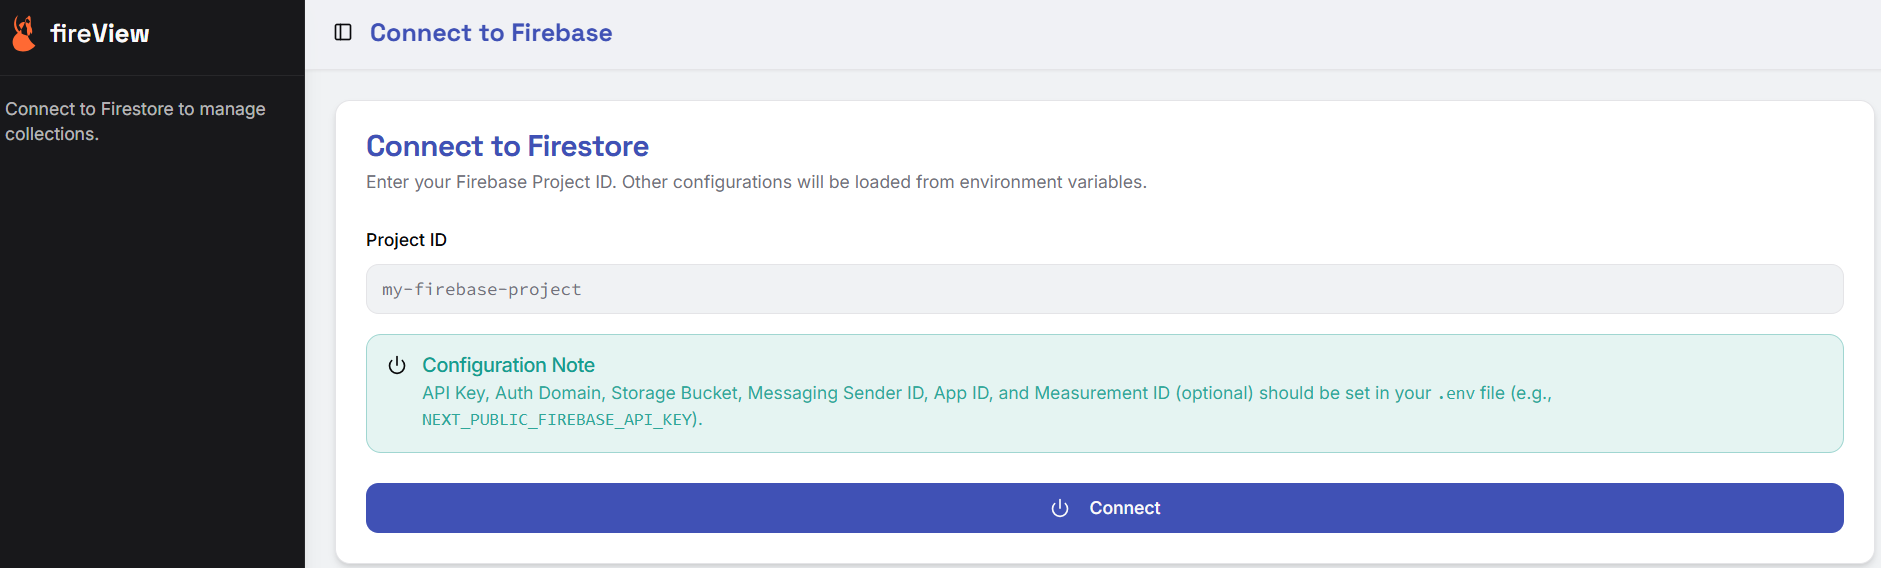 fireView
Connect to Firebase
Connect to Firestore to manage
collections.
Connect to Firestore
Enter your Firebase Project ID. Other configurations will be loaded from environment variables.
Project ID
my-firebase-project
Configuration Note
API Key, Auth Domain, Storage Bucket, Messaging Sender ID, App ID, and Measurement ID (optional) should be set in your .env file (e.g.,
NEXT_PUBLIC_FIREBASE_API_KEY).
Connect